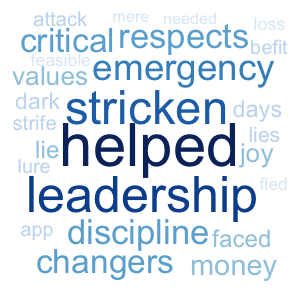 attack mere needed loss
critical respects befit
feasible
values emergency
dark stricken days
strife
lie helped lies
joy
lure fled
leadership
app discipline faced
changers money